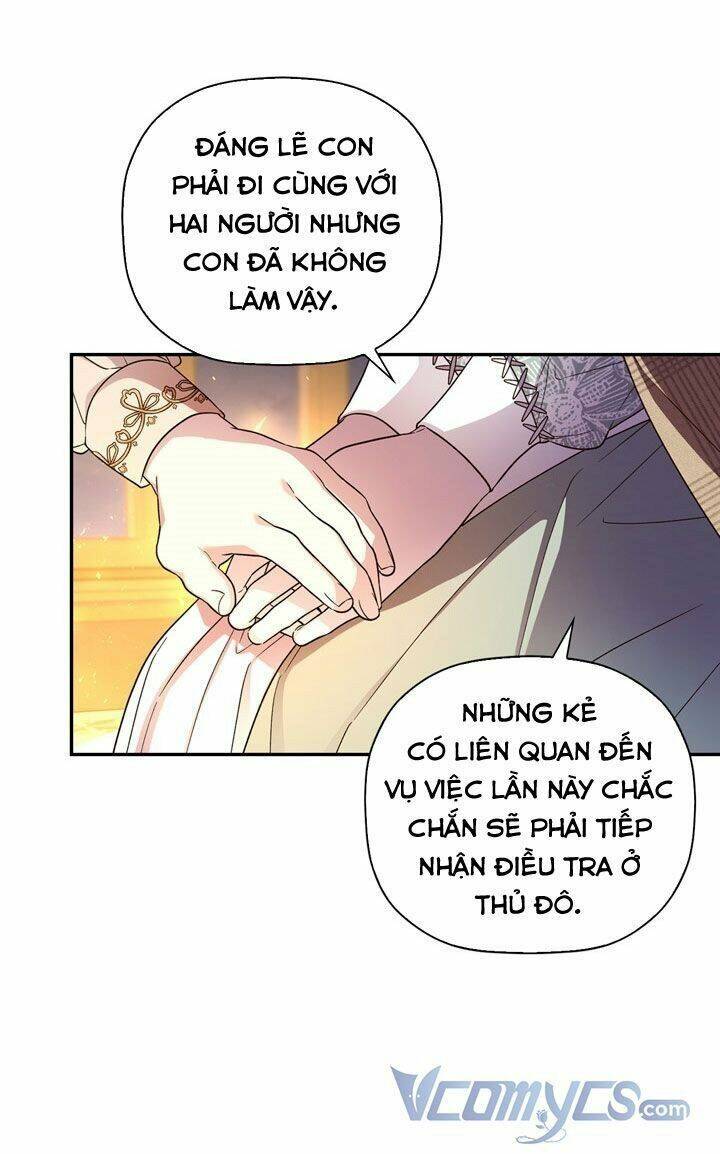 ĐÁNG LẼ CON
PHẢI ĐI CÙNG VỚI
HAI NGƯỜI NHƯNG
CON ĐÃ KHÔNG
LÀM VẬY.
NHỮNG KẺ
CÓ LIÊN QUAN ĐẾN
VỤ VIỆC LẦN NÀY CHẮC
CHẮN SẼ PHẢI TIẾP
NHẬN ĐIỀU TRA Ở
THỦ ĐÔ.
VCOMYCS.com